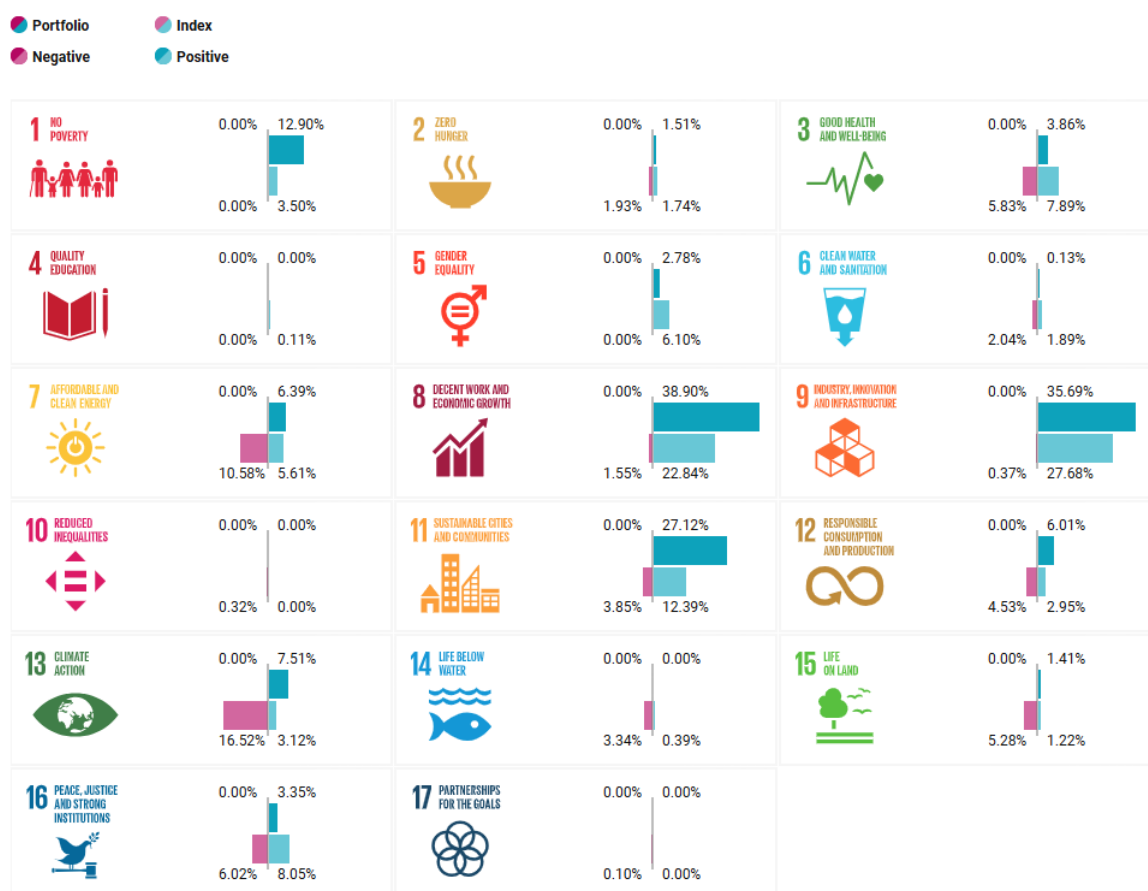 Portfolio Index
Negative Positive
1 NO POVERTY
0.00% 12.90%
0.00% 3.50%
2 ZERO HUNGER
0.00% 1.51%
1.93% 1.74%
3 GOOD HEALTH AND WELL-BEING
0.00% 3.86%
5.83% 7.89%
4 QUALITY EDUCATION
0.00% 0.00%
0.00% 0.11%
5 GENDER EQUALITY
0.00% 2.78%
0.00% 6.10%
6 CLEAN WATER AND SANITATION
0.00% 0.13%
2.04% 1.89%
7 AFFORDABLE AND CLEAN ENERGY
0.00% 6.39%
10.58% 5.61%
8 DECENT WORK AND ECONOMIC GROWTH
0.00% 38.90%
1.55% 22.84%
9 INDUSTRY, INNOVATION AND INFRASTRUCTURE
0.00% 35.69%
0.37% 27.68%
10 REDUCED INEQUALITIES
0.00% 0.00%
0.32% 0.00%
11 SUSTAINABLE CITIES AND COMMUNITIES
0.00% 27.12%
3.85% 12.39%
12 RESPONSIBLE CONSUMPTION AND PRODUCTION
0.00% 6.01%
4.53% 2.95%
13 CLIMATE ACTION
0.00% 7.51%
16.52% 3.12%
14 LIFE BELOW WATER
0.00% 0.00%
3.34% 0.39%
15 LIFE ON LAND
0.00% 1.41%
5.28% 1.22%
16 PEACE, JUSTICE AND STRONG INSTITUTIONS
0.00% 3.35%
6.02% 8.05%
17 PARTNERSHIPS FOR THE GOALS
0.00% 0.00%
0.10% 0.00%